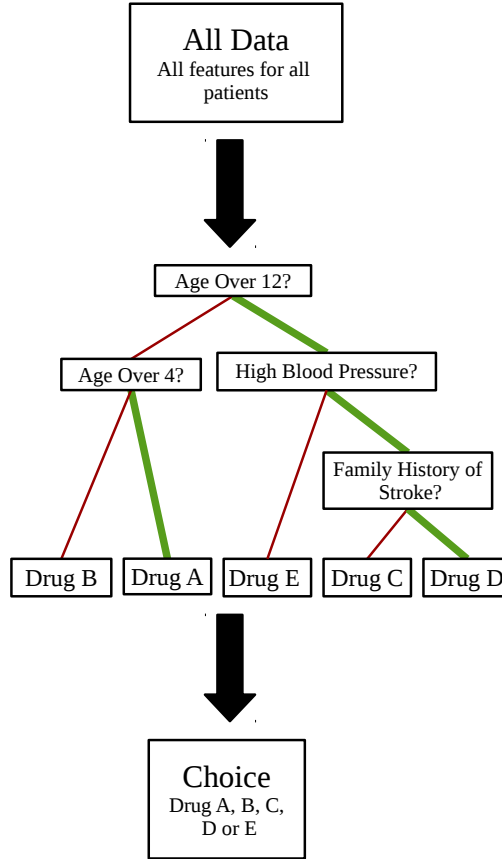 All Data
All features for all
patients
Age Over 12?
Age Over 4?
High Blood Pressure?
Family History of
Stroke?
Drug B
Drug A
Drug E
Drug C
Drug D
Choice
Drug A, B, C,
D or E